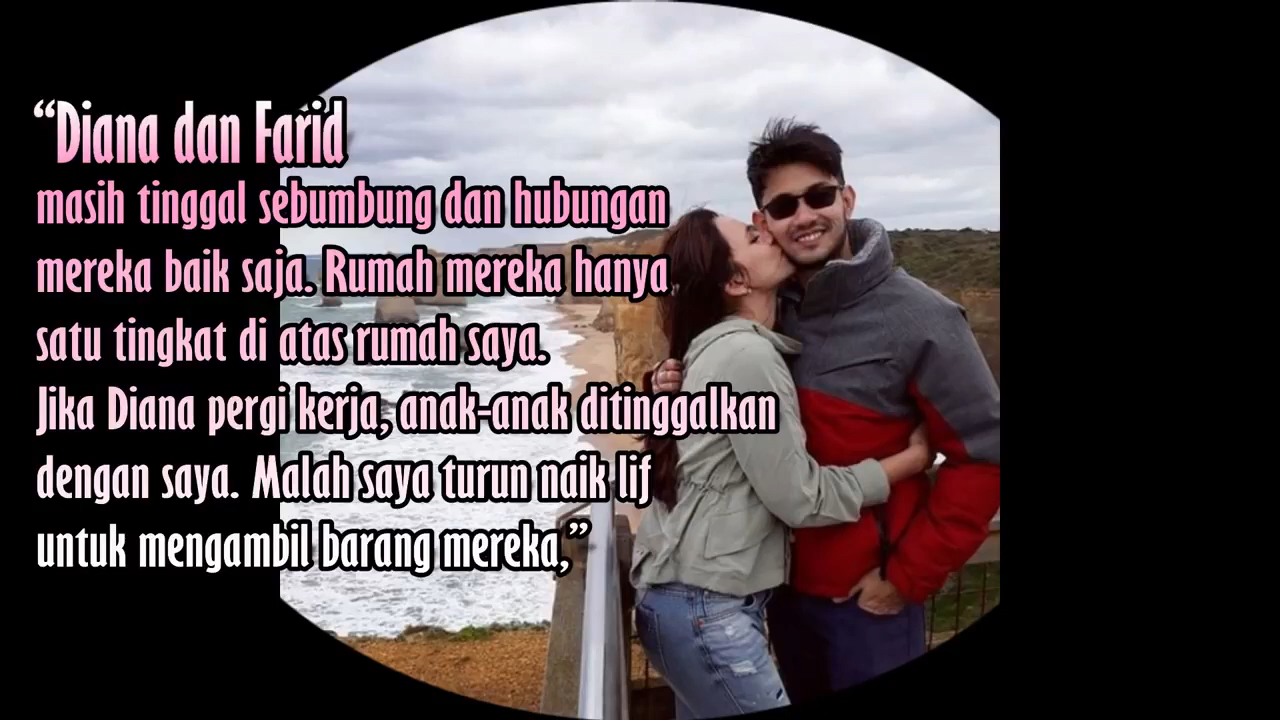 “Diana dan Farid
masih tinggal sebumbung dan hubungan
mereka baik saja. Rumah mereka hanya
satu tingkat di atas rumah saya.
Jika Diana pergi kerja, anak-anak ditinggalkan
dengan saya. Malah saya turun naik lif
untuk mengambil barang mereka,”